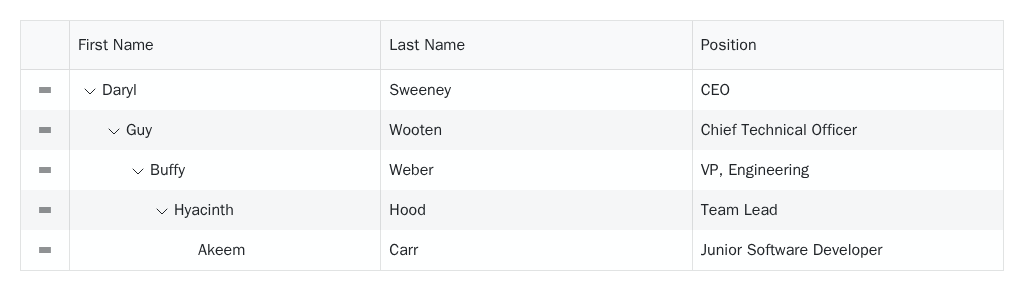 First Name Last Name Position
Daryl Sweeney CEO
Guy Wooten Chief Technical Officer
Buffy Weber VP, Engineering
Hyacinth Hood Team Lead
Akeem Carr Junior Software Developer